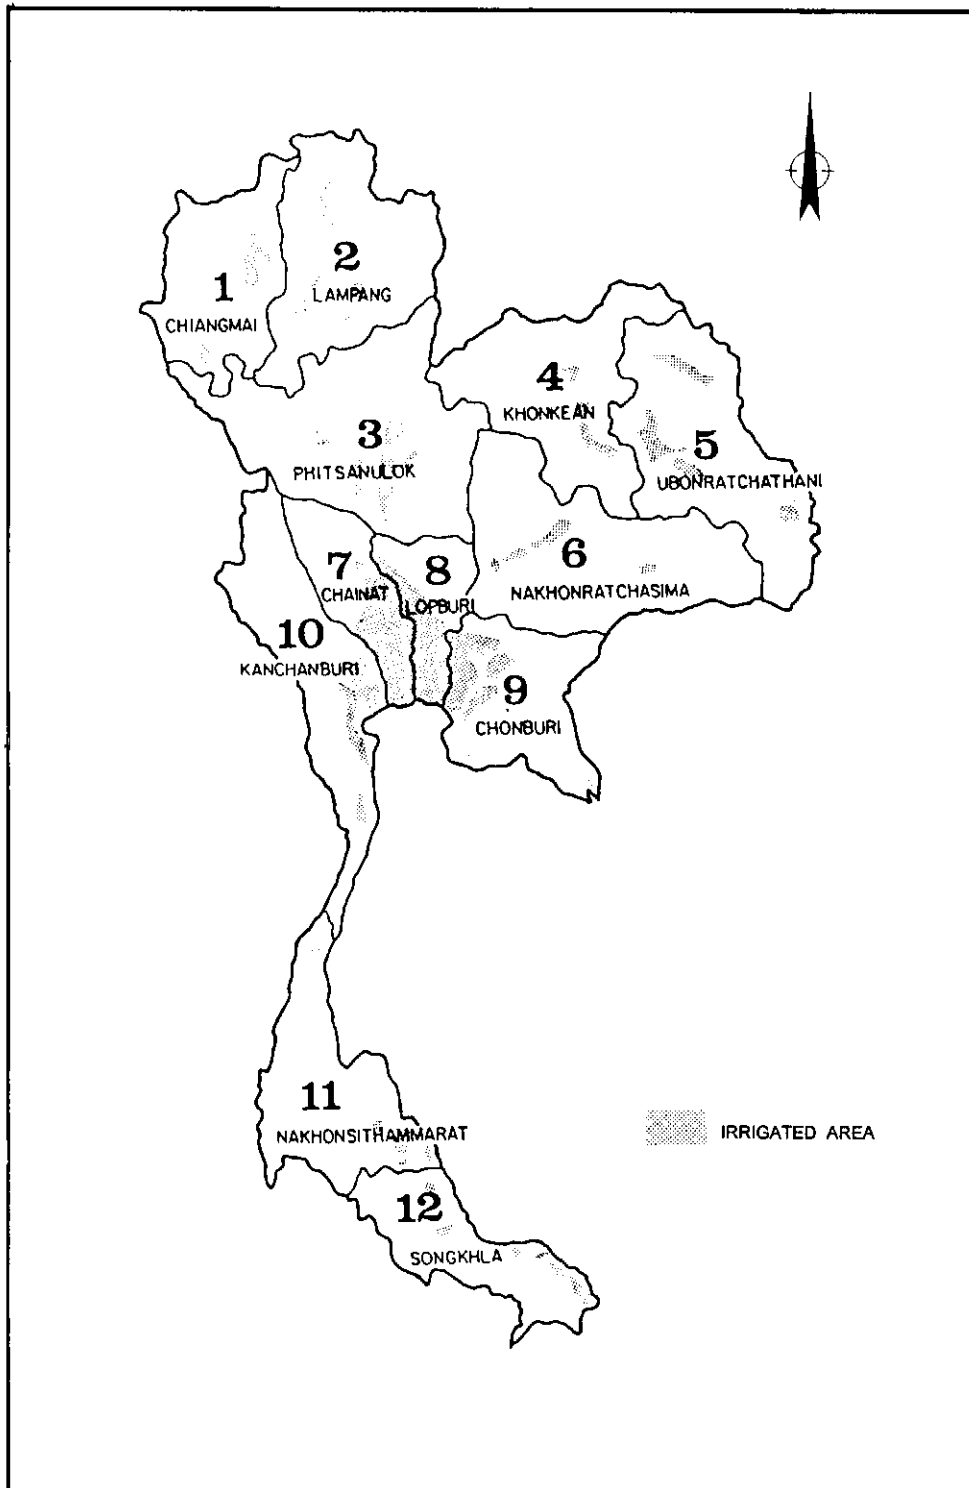 1
CHIANGMAI
2
LAMPANG
3
PHITSANULOK
4
KHONKEAN
5
UBONRATCHATHANI
6
NAKHONRATCHASIMA
7
CHAINAT
8
LOPBURI
9
CHONBURI
10
KANCHANBURI
11
NAKHONSITHAMMARAT
12
SONGKHLA
IRRIGATED AREA